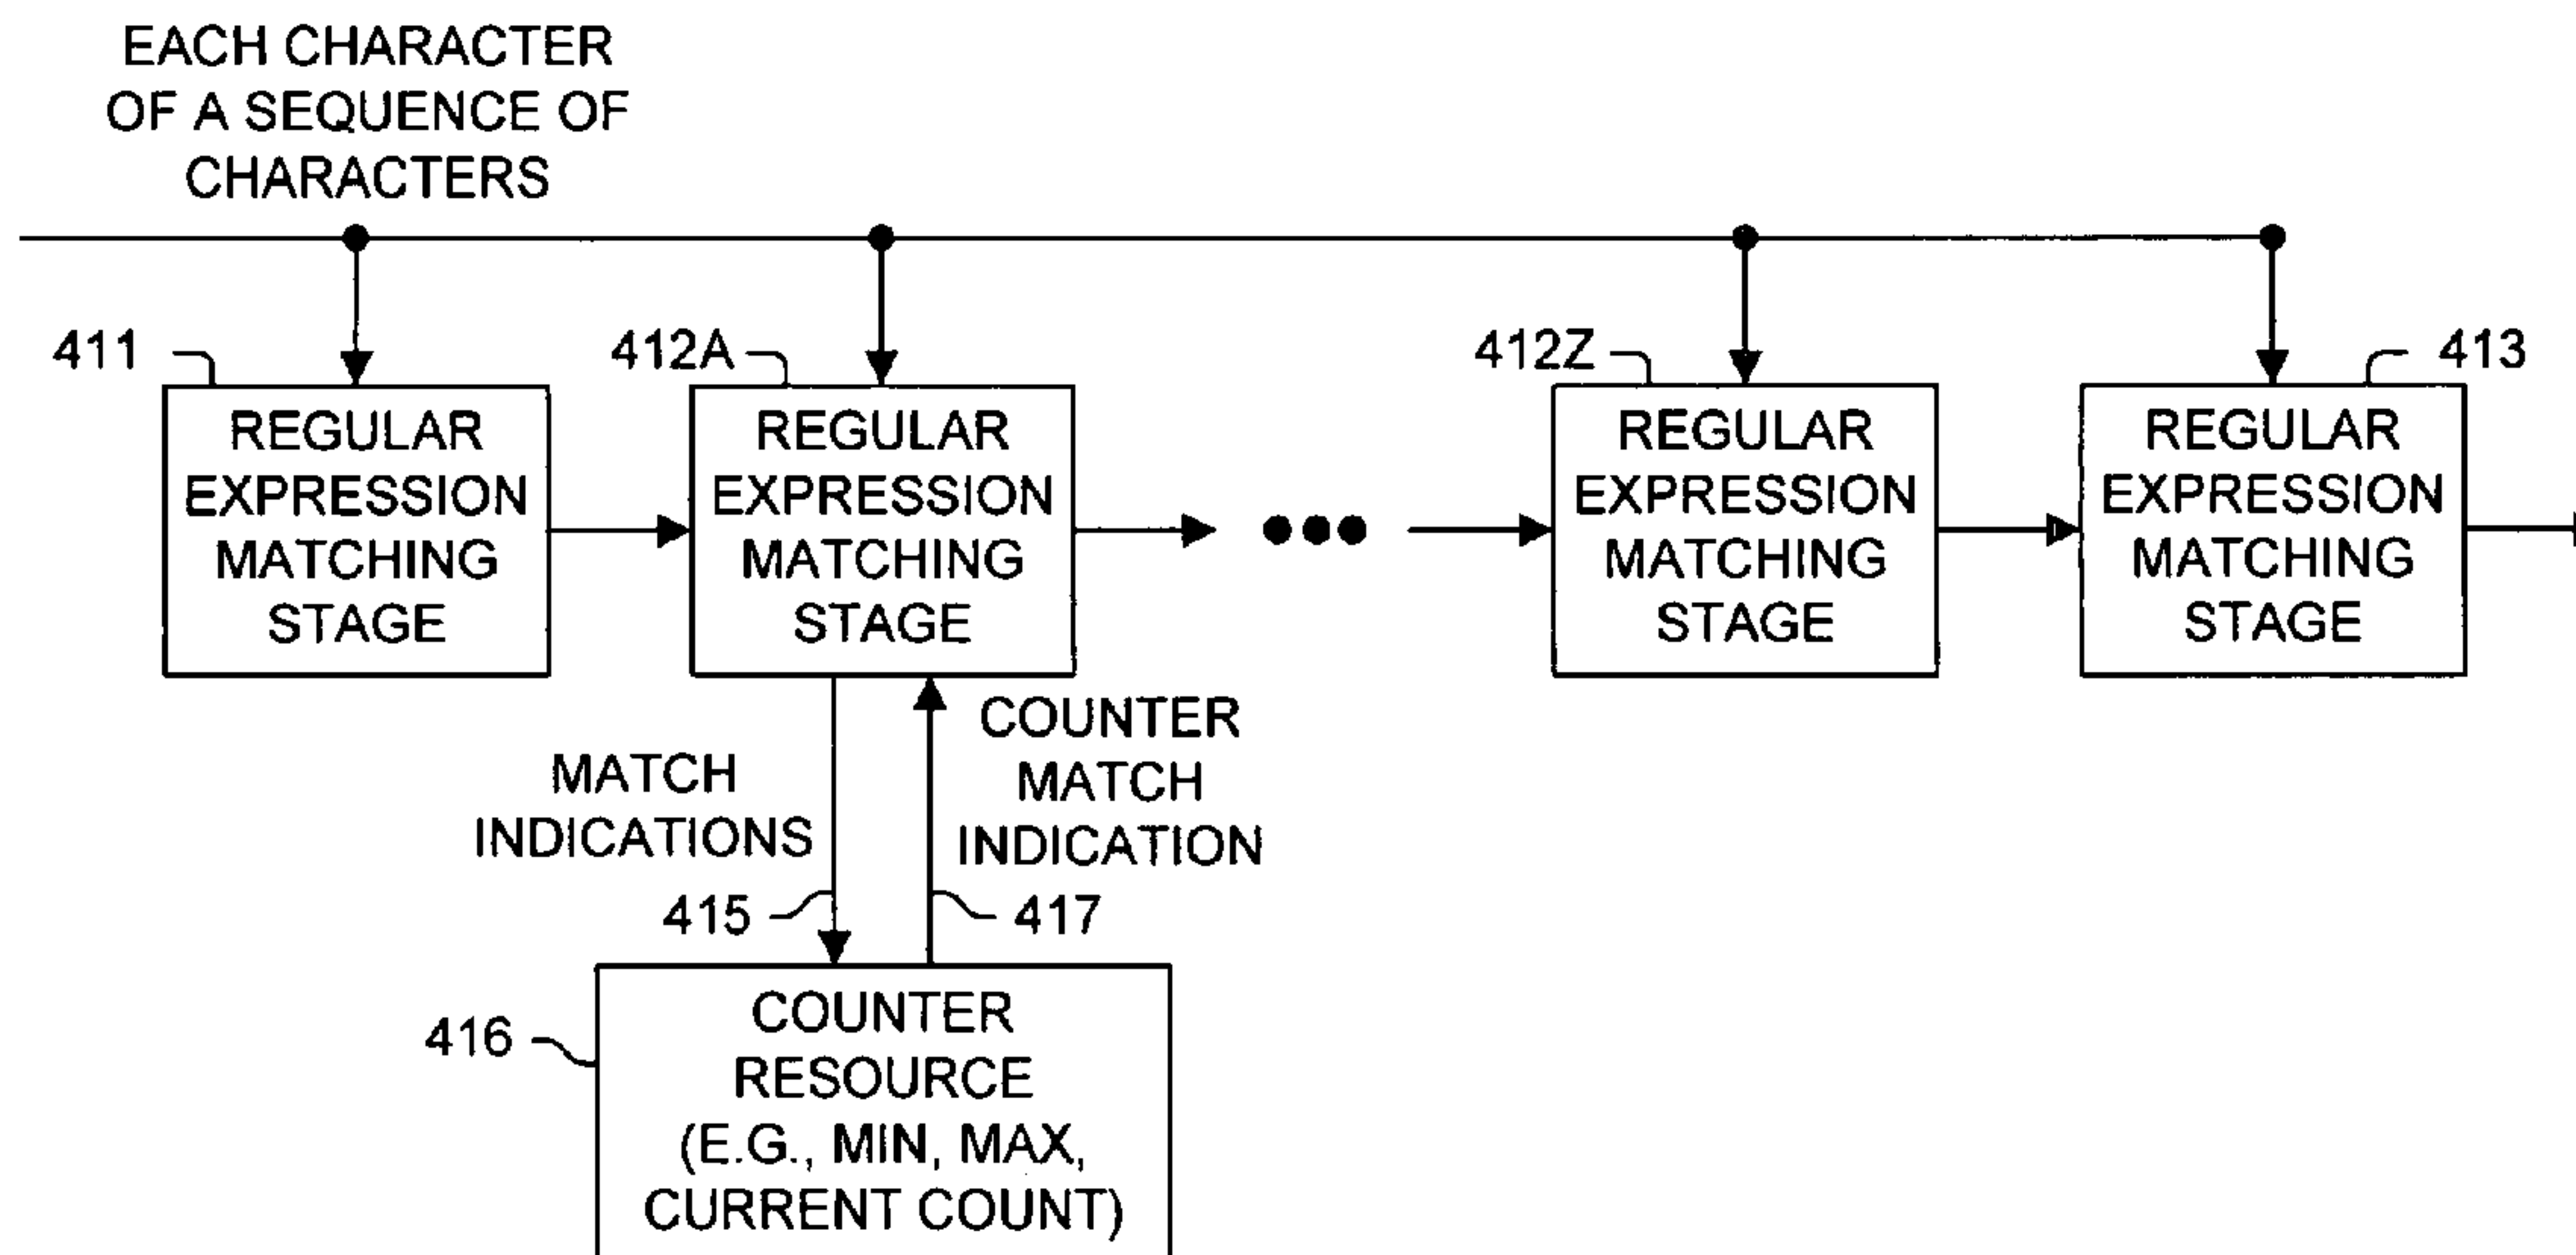 EACH CHARACTER
OF A SEQUENCE OF
CHARACTERS
411
412A
412Z
413
REGULAR
EXPRESSION
MATCHING
STAGE
REGULAR
EXPRESSION
MATCHING
STAGE
REGULAR
EXPRESSION
MATCHING
STAGE
REGULAR
EXPRESSION
MATCHING
STAGE
MATCH
INDICATIONS
415
COUNTER
MATCH
INDICATION
417
416
COUNTER
RESOURCE
(E.G., MIN, MAX,
CURRENT COUNT)